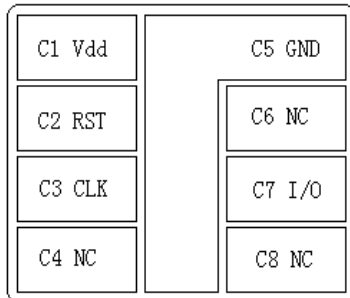 C1 Vdd
C5 GND
C2 RST
C6 NC
C3 CLK
C7 I/O
C4 NC
C8 NC